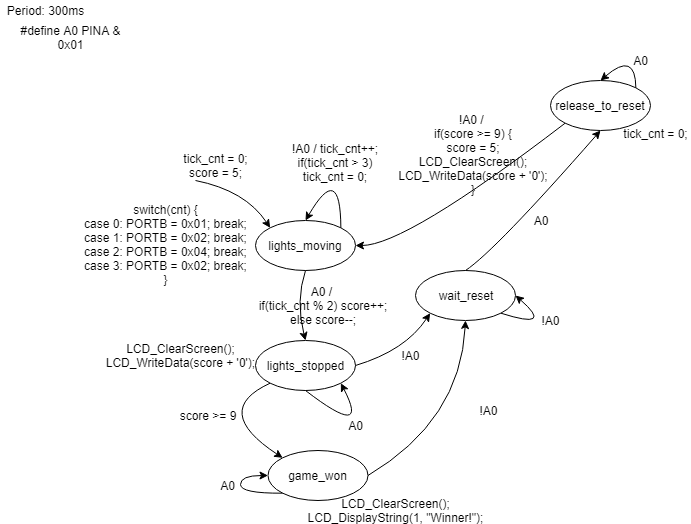 Period: 300ms
#define A0 PINA &
0x01
A0
release_to_reset
tick_cnt = 0;
!A0 /
if(score >= 9) {
score = 5;
LCD_ClearScreen();
LCD_WriteData(score + '0');
}
!A0 / tick_cnt++;
if(tick_cnt > 3)
tick_cnt = 0;
tick_cnt = 0;
score = 5;
switch(cnt) {
case 0: PORTB = 0x01; break;
case 1: PORTB = 0x02; break;
case 2: PORTB = 0x04; break;
case 3: PORTB = 0x02; break;
}
lights_moving
A0
A0 /
if(tick_cnt % 2) score++;
else score--;
wait_reset
!A0
LCD_ClearScreen();
LCD_WriteData(score + '0');
lights_stopped
!A0
A0
score >= 9
!A0
A0
game_won
LCD_ClearScreen();
LCD_DisplayString(1, "Winner!");